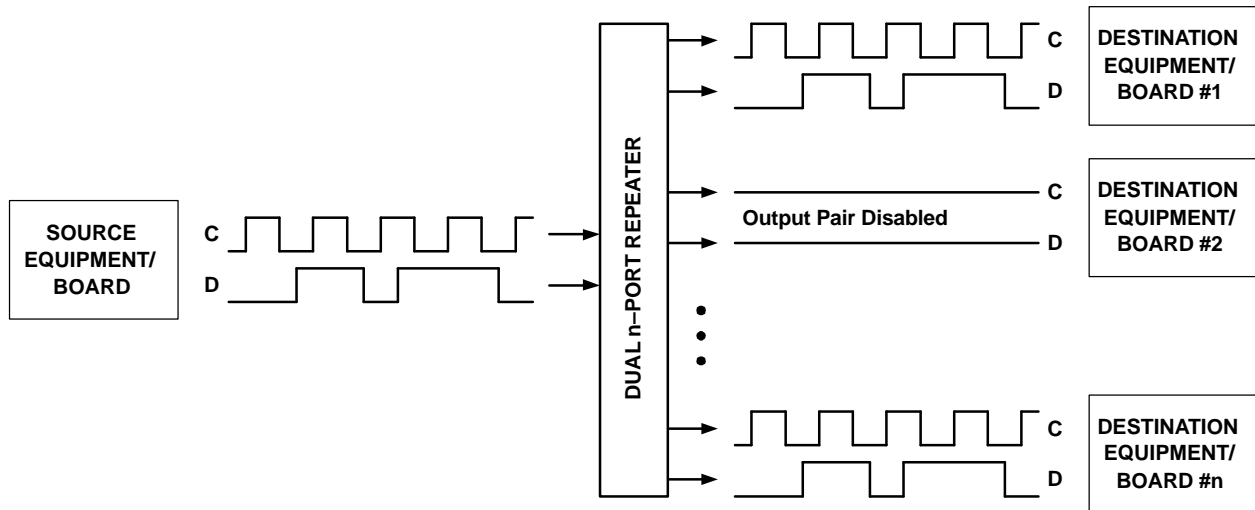 SOURCE
EQUIPMENT/
BOARD
C
D
DUAL n–PORT REPEATER
C
D
DESTINATION
EQUIPMENT/
BOARD #1
C
Output Pair Disabled
D
DESTINATION
EQUIPMENT/
BOARD #2
C
D
DESTINATION
EQUIPMENT/
BOARD #n